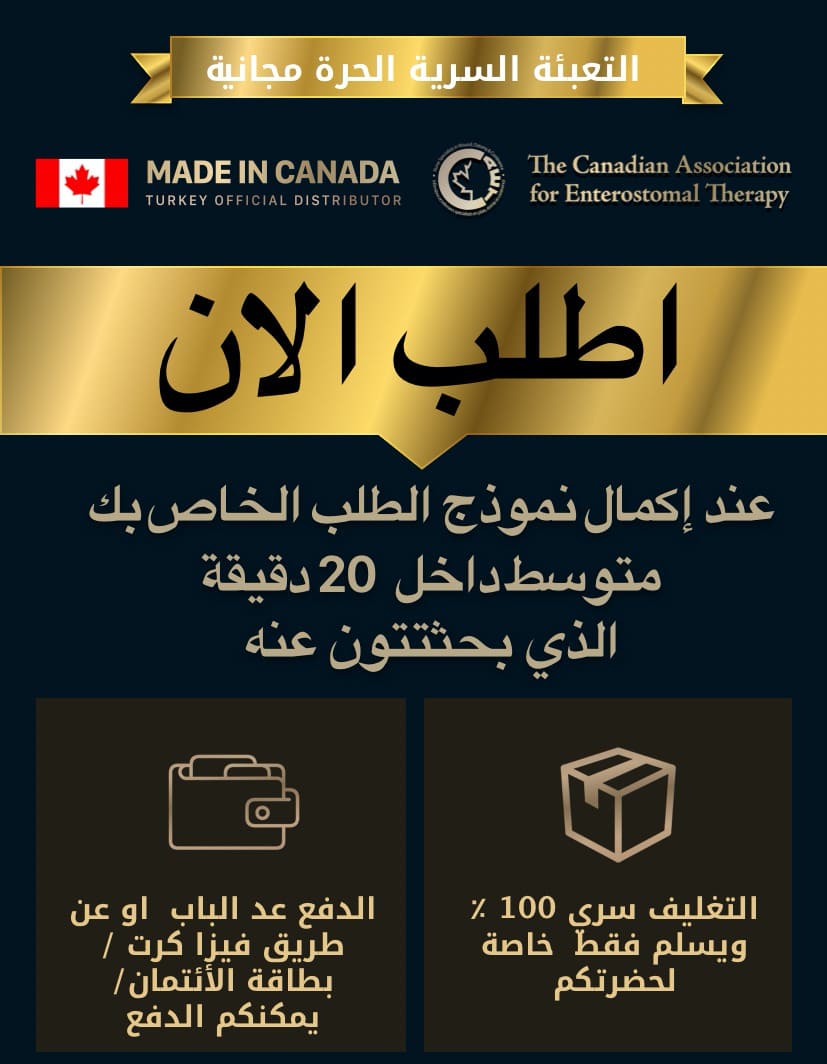 التعبئة السرية الحرة مجانية
MADE IN CANADA
TURKEY OFFICIAL DISTRIBUTOR
The Canadian Association
for Enterostomal Therapy
اطلب الان
عند إكمال نموذج الطلب الخاص بك
متوسط داخل 20 دقيقة
الذي بحثتتون عنه
التغليف سري 100 ٪
ويسلم فقط خاصة
لحضرتكم
الدفع عد الباب او عن
طريق فيزا كرت /
بطاقة الأئتمان/
يمكنكم الدفع